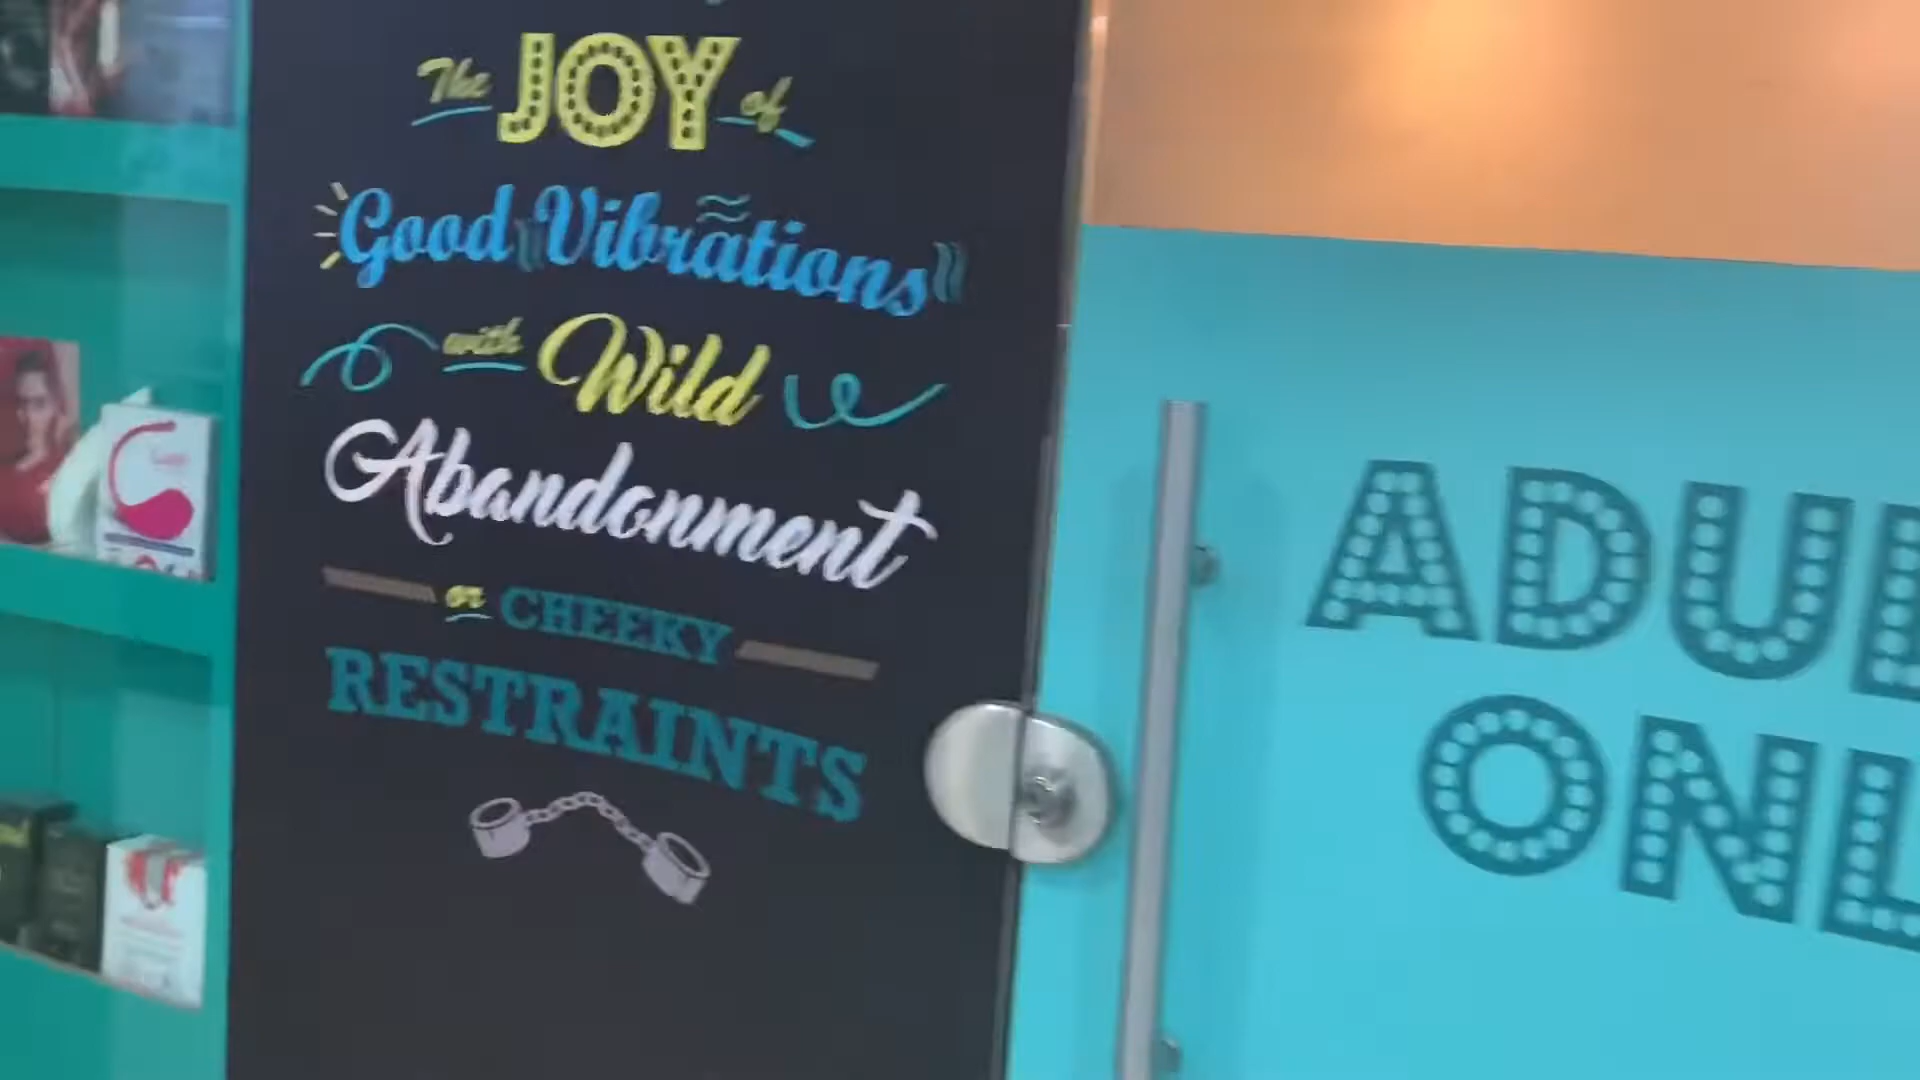 The JOY of
Good Vibrations
with Wild
Abandonment
or CHEEKY
RESTRAINTS
ADUL
ONL